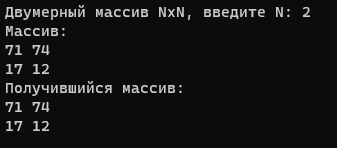 Двумерный массив NxN, введите N: 2
Массив:
71 74
17 12
Получившийся массив:
71 74
17 12